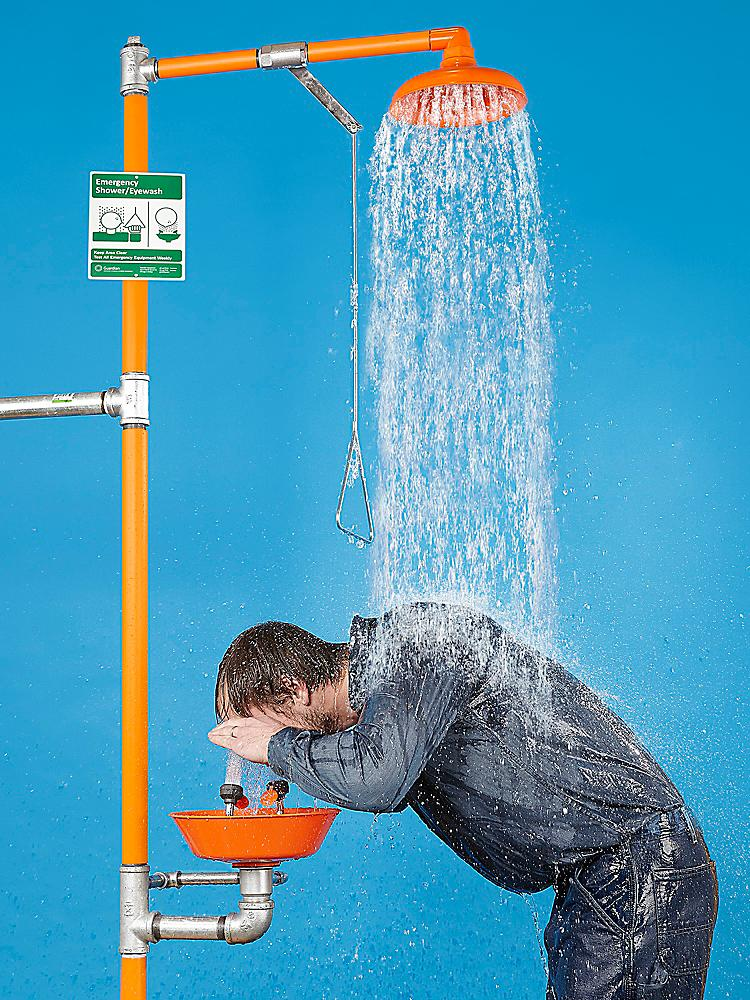 Emergency
Shower/Eyewash
Keep Area Clear
Test All Emergency Equipment Weekly
Guardian